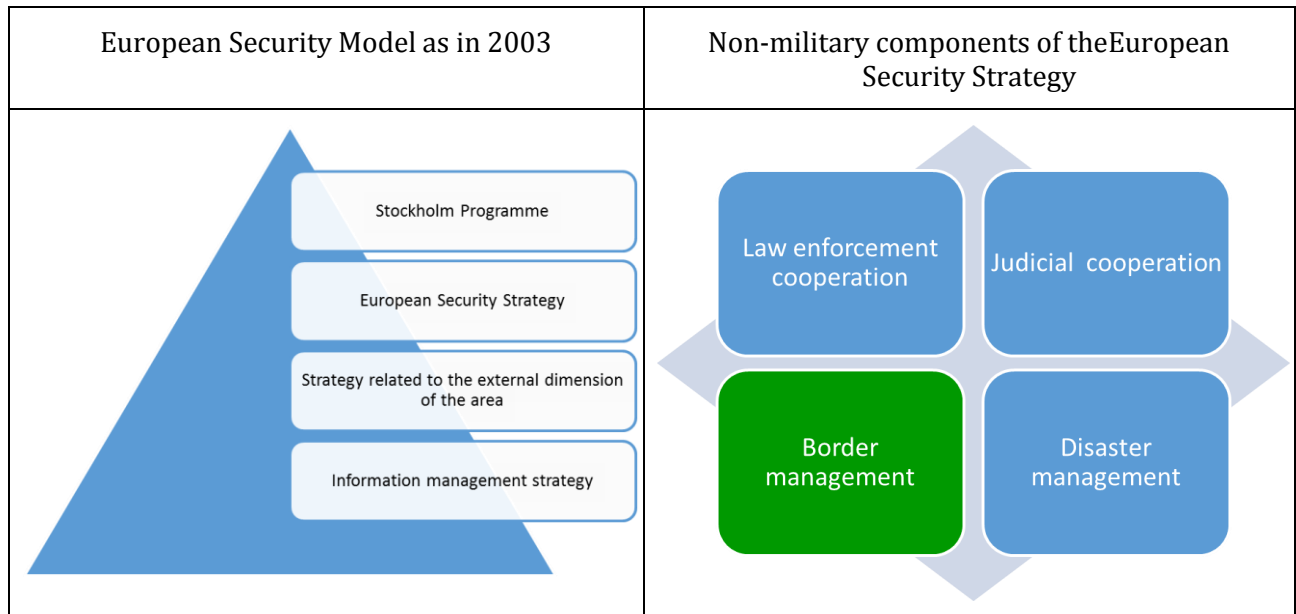 European Security Model as in 2003
Non-military components of theEuropean
Security Strategy
Stockholm Programme
European Security Strategy
Strategy related to the external dimension
of the area
Information management strategy
Law enforcement
cooperation
Judicial cooperation
Border
management
Disaster
management